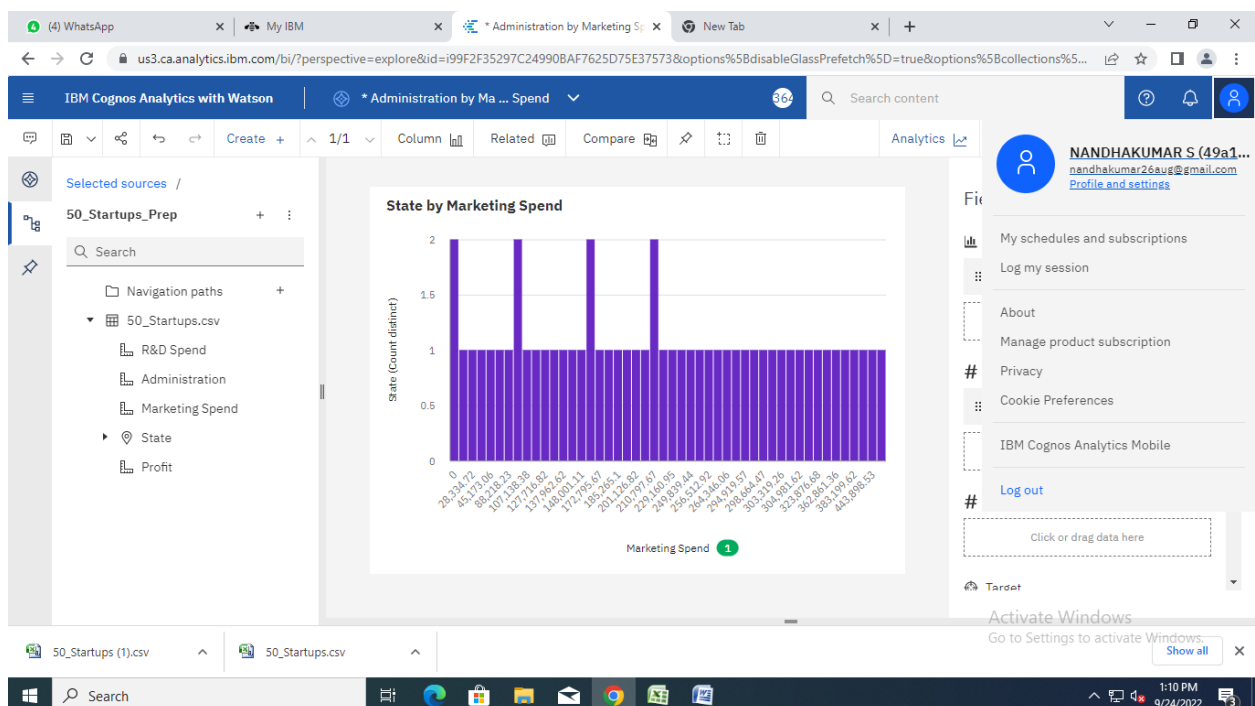 (4) WhatsApp
My IBM
* Administration by Marketing Sp
New Tab
us3.ca.analytics.ibm.com/bi/?perspective=explore&id=i99F2F35297C24990BAF7625D75E37573&options%5BdisableGlassPrefetch%5D=true&options%5Bcollections%5...
IBM Cognos Analytics with Watson
* Administration by Ma ... Spend
364
Search content
Create +
1/1
Column
Related
Compare
Analytics
NANDHAKUMAR S (49a1...
nandhakumar26aug@gmail.com
Profile and settings
My schedules and subscriptions
Log my session
About
Manage product subscription
Privacy
Cookie Preferences
IBM Cognos Analytics Mobile
Log out
Selected sources /
50_Startups_Prep
Search
Navigation paths
50_Startups.csv
R&D Spend
Administration
Marketing Spend
State
Profit
State by Marketing Spend
State (Count distinct)
2
1.5
1
0.5
0
0
28,334.72
45,173.06
88,218.23
107,138.38
127,716.82
137,962.62
148,001.11
172,795.67
185,265.1
201,126.82
210,797.67
229,160.95
249,839.44
256,512.92
264,346.06
294,919.57
298,664.47
303,319.26
304,981.62
323,876.68
362,861.36
383,199.62
443,898.53
Marketing Spend 1
#
#
Click or drag data here
Target
Activate Windows
Go to Settings to activate Windows.
50_Startups (1).csv
50_Startups.csv
Show all
Search
1:10 PM
9/24/2022
3